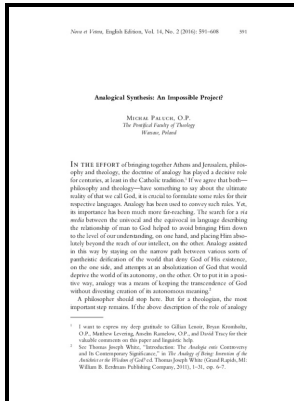 Nova et Vetera, English Edition, Vol. 14, No. 2 (2016): 591–608 591
Analogical Synthesis: An Impossible Project?
Michał Paluch, O.P.
The Pontifical Faculty of Theology
Warsaw, Poland
In the effort of bringing together Athens and Jerusalem, philos-
ophy and theology, the doctrine of analogy has played a decisive role
for centuries, at least in the Catholic tradition.¹ If we agree that both—
philosophy and theology—have something to say about the ultimate
reality of that we call God, it is crucial to formulate some rules for their
respective languages. Analogy has been used to convey such rules. Yet,
its importance has been much more far-reaching. The search for a via
media between the univocal and the equivocal in language describing
the relationship of man to God helped to avoid bringing Him down
to the level of our understanding, on one hand, and placing Him abso-
lutely beyond the reach of our intellect, on the other. Analogy assisted
in this way by staying on the narrow path between various sorts of
pantheistic deification of the world that deny God of His existence,
on the one side, and attempts at an absolutization of God that would
deprive the world of its autonomy, on the other. Or to put it in a posi-
tive way, analogy was a means of keeping the transcendence of God
without divesting creation of its autonomous meaning.²
A philosopher should stop here. But for a theologian, the most
important step remains. If the above description of the role of analogy
¹ I want to express my deep gratitude to Gillian Lenoir, Bryan Kromholtz,
O.P., Matthew Levering, Anselm Ramelow, O.P., and David Tracy for their
valuable comments on this paper and linguistic help.
² See Thomas Joseph White, "Introduction: The Analogia entis Controversy
and Its Contemporary Significance," in The Analogy of Being: Invention of the
Antichrist or the Wisdom of God? ed. Thomas Joseph White (Grand Rapids, MI:
William B. Eerdmans Publishing Company, 2011), 1–31, esp. 6–7.